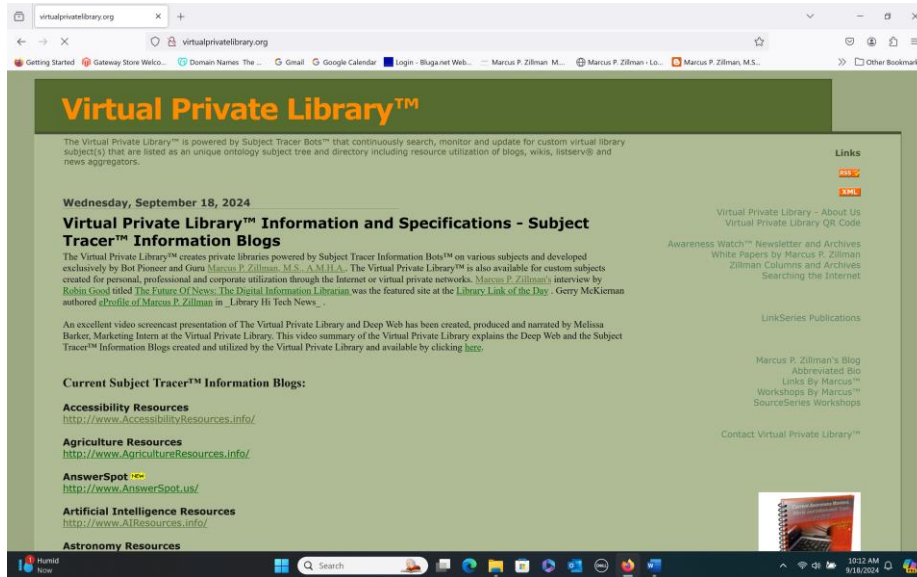 virtualprivatelibrary.org
virtualprivatelibrary.org
Getting Started Gateway Store Welco... Domain Names The ... Gmail Google Calendar Login - Bluga.net Web... Marcus P. Zillman M... Marcus P. Zillman - Lo... Marcus P. Zillman, M.S... Other Bookmark
Virtual Private Library™
The Virtual Private Library™ is powered by Subject Tracer Bots™ that continuously search, monitor and update for custom virtual library
subject(s) that are listed as an unique ontology subject tree and directory including resource utilization of blogs, wikis, listserv® and
news aggregators.
Links
RSS
XML
Wednesday, September 18, 2024
Virtual Private Library™ Information and Specifications - Subject
Tracer™ Information Blogs
The Virtual Private Library™ creates private libraries powered by Subject Tracer Information Bots™ on various subjects and developed
exclusively by Bot Pioneer and Guru Marcus P. Zillman, M.S., A.M.H.A.. The Virtual Private Library™ is also available for custom subjects
created for personal, professional and corporate utilization through the Internet or virtual private networks. Marcus P. Zillman's interview by
Robin Good titled The Future Of News: The Digital Information Librarian was the featured site at the Library Link of the Day . Gerry McKiernan
authored eProfile of Marcus P. Zillman in _Library Hi Tech News_ .
An excellent video screencast presentation of The Virtual Private Library and Deep Web has been created, produced and narrated by Melissa
Barker, Marketing Intern at the Virtual Private Library. This video summary of the Virtual Private Library explains the Deep Web and the Subject
Tracer™ Information Blogs created and utilized by the Virtual Private Library and available by clicking here.
Current Subject Tracer™ Information Blogs:
Accessibility Resources
http://www.AccessibilityResources.info/
Agriculture Resources
http://www.AgricultureResources.info/
AnswerSpot NEW
http://www.AnswerSpot.us/
Artificial Intelligence Resources
http://www.AIResources.info/
Astronomy Resources
Virtual Private Library - About Us
Virtual Private Library QR Code
Awareness Watch™ Newsletter and Archives
White Papers by Marcus P. Zillman
Zillman Columns and Archives
Searching the Internet
LinkSeries Publications
Marcus P. Zillman's Blog
Abbreviated Bio
Links By Marcus™
Workshops By Marcus™
SourceSeries Workshops
Contact Virtual Private Library™
1 Humid
Now
Search
10:12 AM
9/18/2024